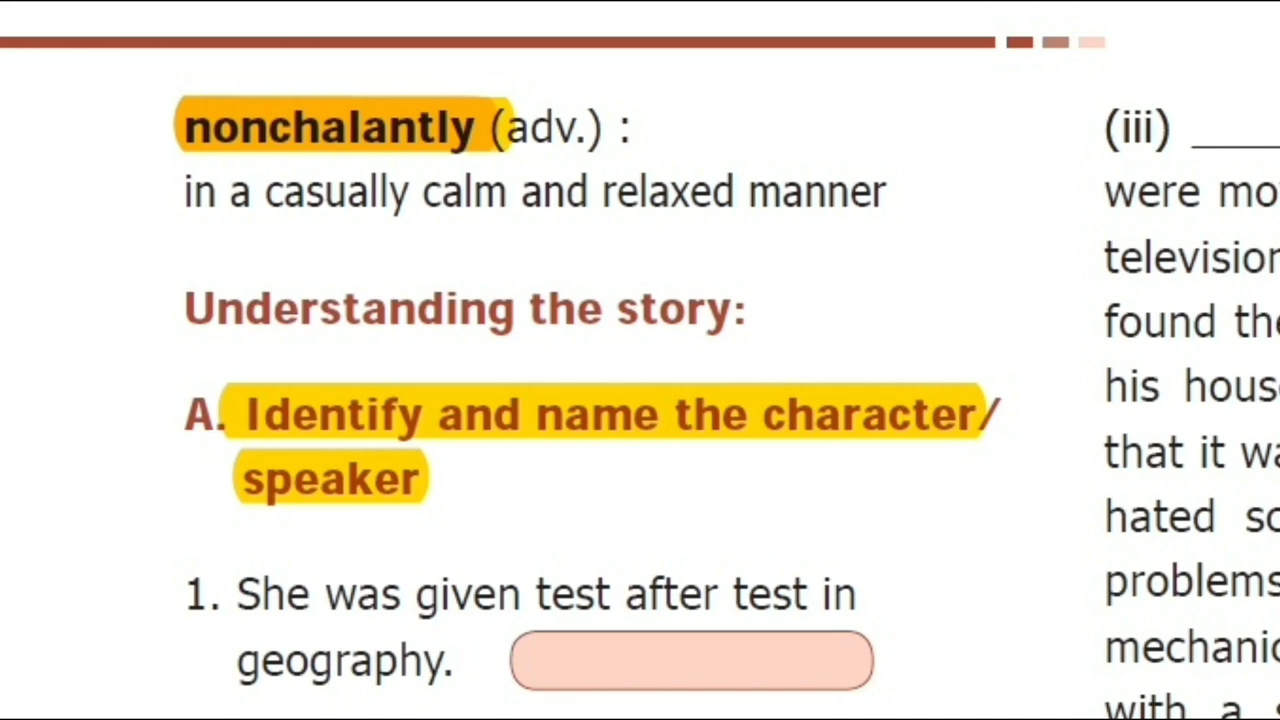 nonchalantly (adv.) :
in a casually calm and relaxed manner
Understanding the story:
A. Identify and name the character/
speaker
1. She was given test after test in
geography.
(iii)
were
television
found
his
that it
hated
problems
with a